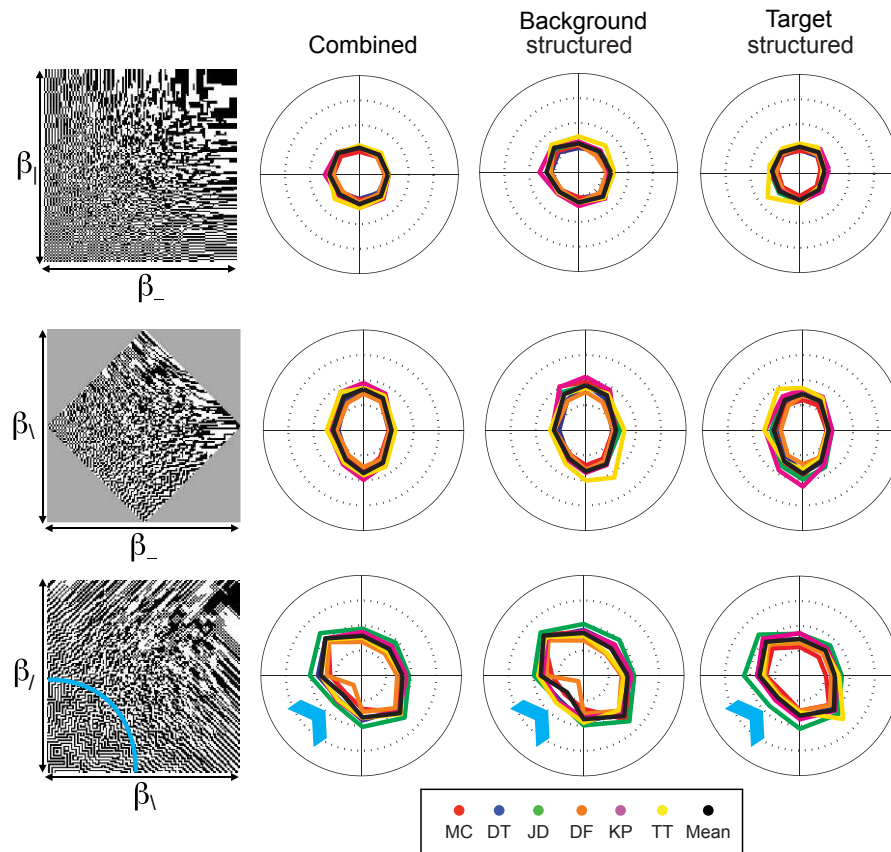 Combined
Background
structured
Target
structured
β|
β_
β\
β_
β/
β\
MC DT JD DF KP TT Mean